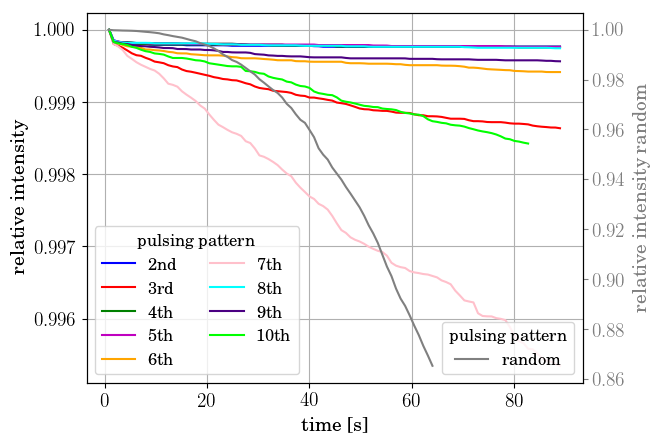 1.000
0.999
0.998
0.997
0.996
relative intensity
1.00
0.98
0.96
0.94
0.92
0.90
0.88
0.86
relative intensity random
pulsing pattern
2nd 7th
3rd 8th
4th 9th
5th 10th
6th
pulsing pattern
random
0 20 40 60 80
time [s]